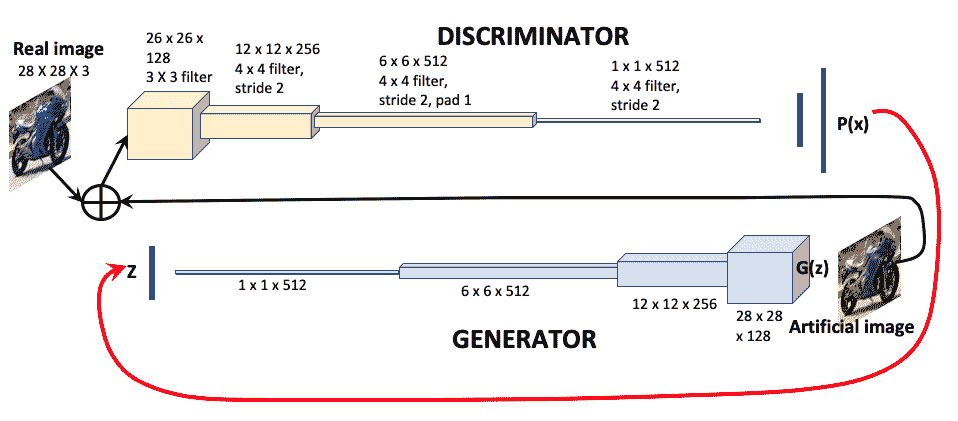 DISCRIMINATOR
Real image
28 X 28 X 3
26 x 26 x
128
3 X 3 filter
12 x 12 x 256
4 x 4 filter,
stride 2
6 x 6 x 512
4 x 4 filter,
stride 2, pad 1
1 x 1 x 512
4 x 4 filter,
stride 2
P(x)
Z
1 x 1 x 512
6 x 6 x 512
12 x 12 x 256
28 x 28
x 128
G(z)
Artificial image
GENERATOR